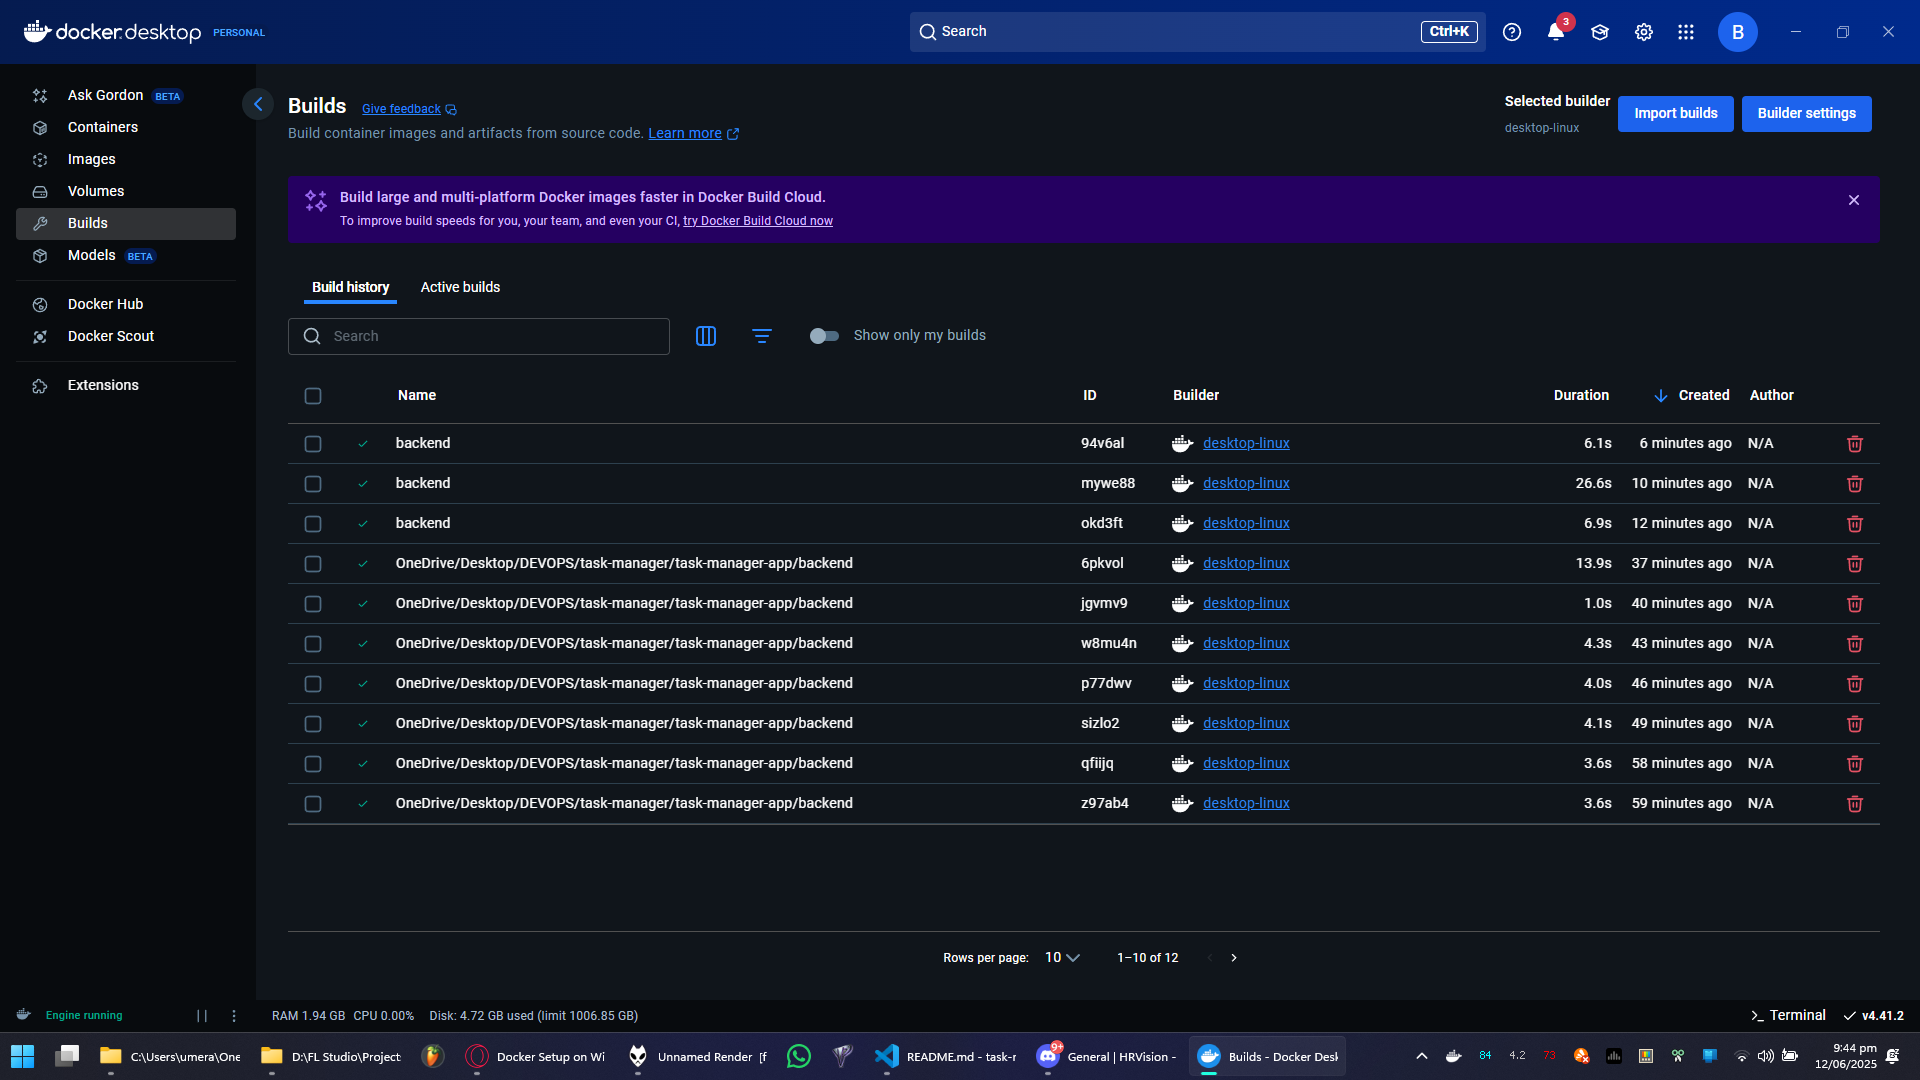 docker.desktop PERSONAL
Search
Ctrl+K
3
B
Ask Gordon BETA
Containers
Images
Volumes
Builds
Models BETA
Docker Hub
Docker Scout
Extensions
Builds Give feedback
Build container images and artifacts from source code. Learn more
Selected builder
desktop-linux
Import builds
Builder settings
Build large and multi-platform Docker images faster in Docker Build Cloud.
To improve build speeds for you, your team, and even your CI, try Docker Build Cloud now
Build history Active builds
Search
Show only my builds
Name ID Builder Duration Created Author
backend 94v6al desktop-linux 6.1s 6 minutes ago N/A
backend mywe88 desktop-linux 26.6s 10 minutes ago N/A
backend okd3ft desktop-linux 6.9s 12 minutes ago N/A
OneDrive/Desktop/DEVOPS/task-manager/task-manager-app/backend 6pkvol desktop-linux 13.9s 37 minutes ago N/A
OneDrive/Desktop/DEVOPS/task-manager/task-manager-app/backend jgvmv9 desktop-linux 1.0s 40 minutes ago N/A
OneDrive/Desktop/DEVOPS/task-manager/task-manager-app/backend w8mu4n desktop-linux 4.3s 43 minutes ago N/A
OneDrive/Desktop/DEVOPS/task-manager/task-manager-app/backend p77dwv desktop-linux 4.0s 46 minutes ago N/A
OneDrive/Desktop/DEVOPS/task-manager/task-manager-app/backend sizlo2 desktop-linux 4.1s 49 minutes ago N/A
OneDrive/Desktop/DEVOPS/task-manager/task-manager-app/backend qfiijq desktop-linux 3.6s 58 minutes ago N/A
OneDrive/Desktop/DEVOPS/task-manager/task-manager-app/backend z97ab4 desktop-linux 3.6s 59 minutes ago N/A
Rows per page: 10 1–10 of 12
Engine running
RAM 1.94 GB CPU 0.00% Disk: 4.72 GB used (limit 1006.85 GB)
Terminal v4.41.2
C:\Users\umera\One
D:\FL Studio\Project
Docker Setup on Wi
Unnamed Render [f
README.md - task-r
9+
General | HRVision -
Builds - Docker Desk
84 4.2 73
9:44 pm
12/06/2025